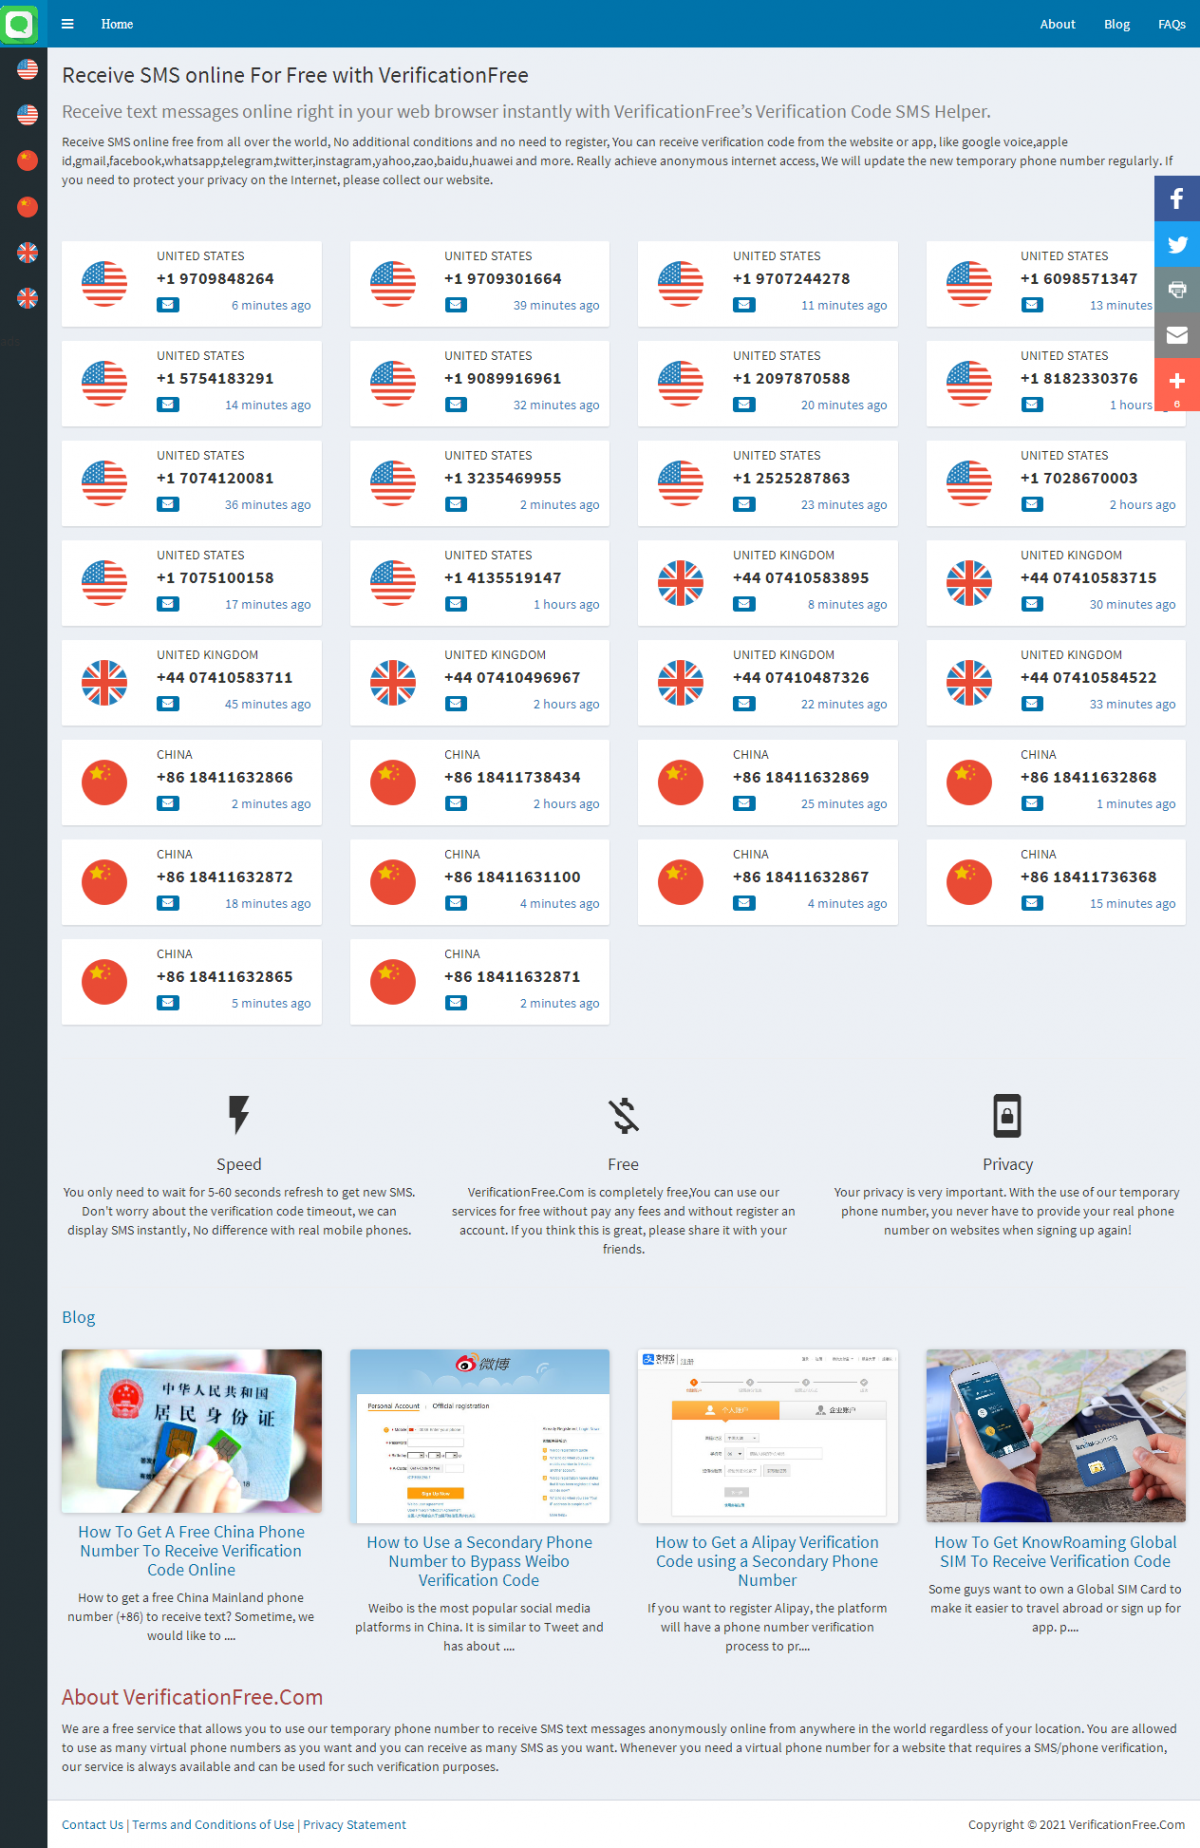 Home
About
Blog
FAQs
Receive SMS online For Free with VerificationFree
Receive text messages online right in your web browser instantly with VerificationFree’s Verification Code SMS Helper.
Receive SMS online free from all over the world, No additional conditions and no need to register, You can receive verification code from the website or app, like google voice,apple
id,gmail,facebook,whatsapp,telegram,twitter,instagram,yahoo,zao,baidu,huawei and more. Really achieve anonymous internet access, We will update the new temporary phone number regularly. If
you need to protect your privacy on the Internet, please collect our website.
UNITED STATES
+1 9709848264
6 minutes ago
UNITED STATES
+1 9709301664
39 minutes ago
UNITED STATES
+1 9707244278
11 minutes ago
UNITED STATES
+1 6098571347
13 minutes
UNITED STATES
+1 5754183291
14 minutes ago
UNITED STATES
+1 9089916961
32 minutes ago
UNITED STATES
+1 2097870588
20 minutes ago
UNITED STATES
+1 8182330376
1 hours
6
UNITED STATES
+1 7074120081
36 minutes ago
UNITED STATES
+1 3235469955
2 minutes ago
UNITED STATES
+1 2525287863
23 minutes ago
UNITED STATES
+1 7028670003
2 hours ago
UNITED STATES
+1 7075100158
17 minutes ago
UNITED STATES
+1 4135519147
1 hours ago
UNITED KINGDOM
+44 07410583895
8 minutes ago
UNITED KINGDOM
+44 07410583715
30 minutes ago
UNITED KINGDOM
+44 07410583711
45 minutes ago
UNITED KINGDOM
+44 07410496967
2 hours ago
UNITED KINGDOM
+44 07410487326
22 minutes ago
UNITED KINGDOM
+44 07410584522
33 minutes ago
CHINA
+86 18411632866
2 minutes ago
CHINA
+86 18411738434
2 hours ago
CHINA
+86 18411632869
25 minutes ago
CHINA
+86 18411632868
1 minutes ago
CHINA
+86 18411632872
18 minutes ago
CHINA
+86 18411631100
4 minutes ago
CHINA
+86 18411632867
4 minutes ago
CHINA
+86 18411736368
15 minutes ago
CHINA
+86 18411632865
5 minutes ago
CHINA
+86 18411632871
2 minutes ago
Speed
You only need to wait for 5-60 seconds refresh to get new SMS.
Don't worry about the verification code timeout, we can
display SMS instantly, No difference with real mobile phones.
Free
VerificationFree.Com is completely free,You can use our
services for free without pay any fees and without register an
account. If you think this is great, please share it with your
friends.
Privacy
Your privacy is very important. With the use of our temporary
phone number, you never have to provide your real phone
number on websites when signing up again!
Blog
中华人民共和国
居民身份证
微博
Personal Account
Official registration
Sign Up Now
支付宝
个人账户
企业账户
How To Get A Free China Phone
Number To Receive Verification
Code Online
How to get a free China Mainland phone
number (+86) to receive text? Sometime, we
would like to ....
How to Use a Secondary Phone
Number to Bypass Weibo
Verification Code
Weibo is the most popular social media
platforms in China. It is similar to Tweet and
has about ....
How to Get a Alipay Verification
Code using a Secondary Phone
Number
If you want to register Alipay, the platform
will have a phone number verification
process to pr....
How To Get KnowRoaming Global
SIM To Receive Verification Code
Some guys want to own a Global SIM Card to
make it easier to travel abroad or sign up for
app. p....
About VerificationFree.Com
We are a free service that allows you to use our temporary phone number to receive SMS text messages anonymously online from anywhere in the world regardless of your location. You are allowed
to use as many virtual phone numbers as you want and you can receive as many SMS as you want. Whenever you need a virtual phone number for a website that requires a SMS/phone verification,
our service is always available and can be used for such verification purposes.
Contact Us | Terms and Conditions of Use | Privacy Statement
Copyright © 2021 VerificationFree.Com